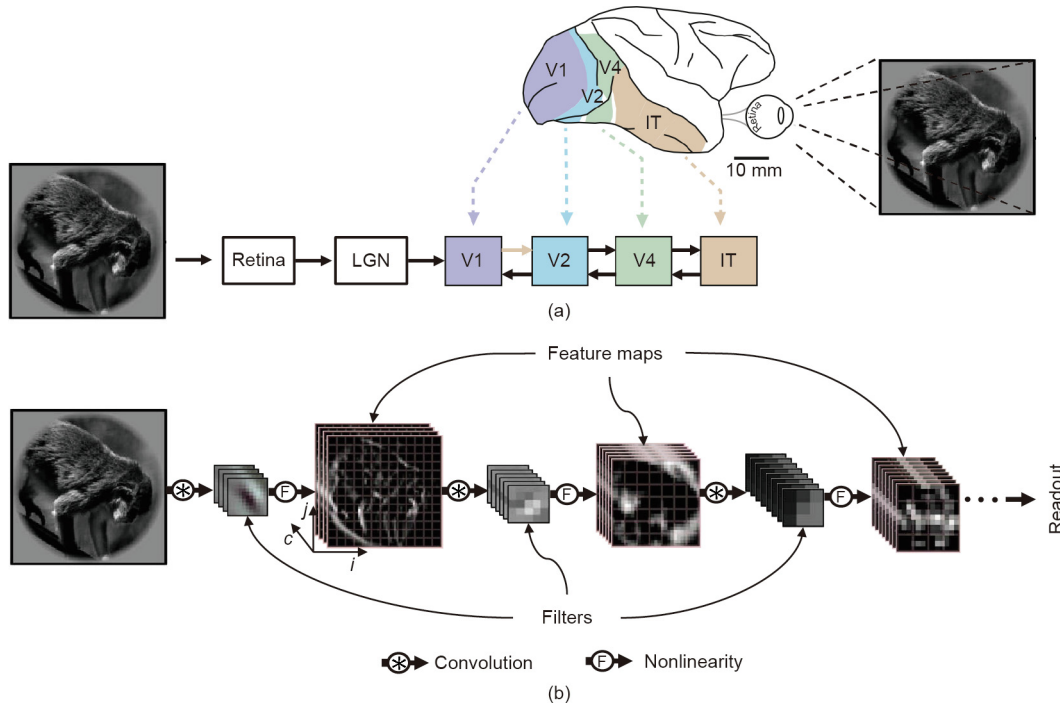 V1
V2
V4
IT
Retina
10 mm
Retina
LGN
V1
V2
V4
IT
(a)
Feature maps
F
F
F
j
c
i
Readout
Filters
Convolution
F
Nonlinearity
(b)